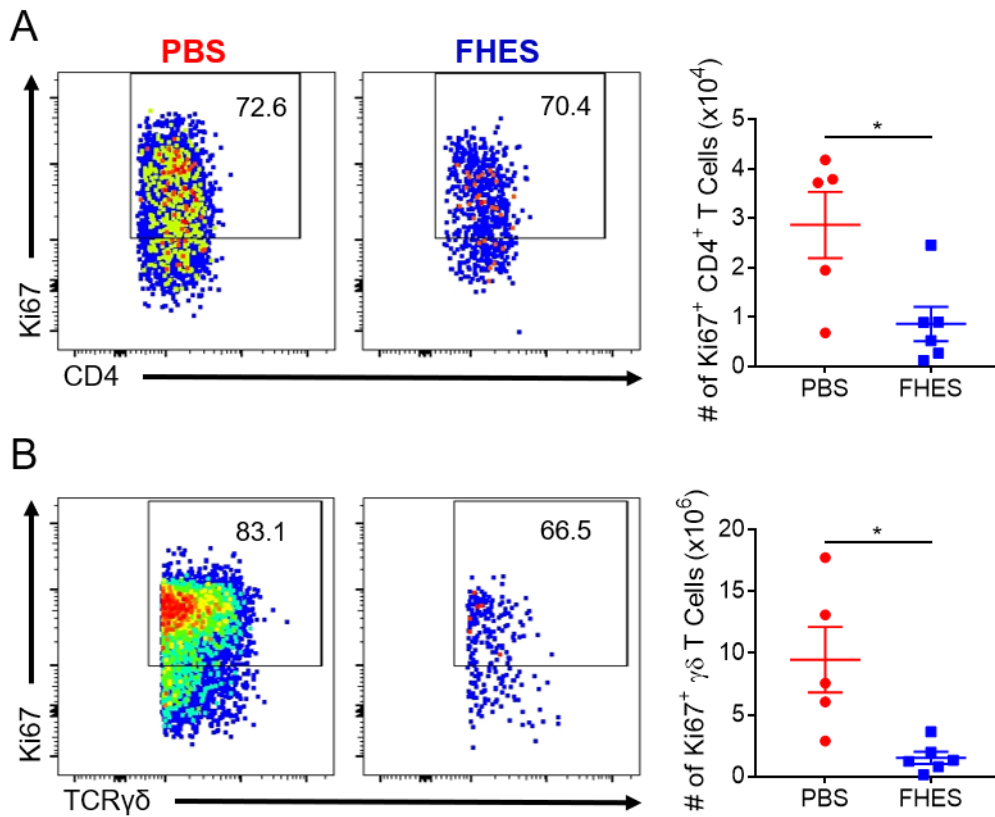 A
PBS
FHES
72.6
70.4
Ki67
CD4
# of Ki67⁺ CD4⁺ T Cells (x10⁴)
5
4
3
2
1
0
*
PBS
FHES
B
83.1
66.5
Ki67
TCRγδ
# of Ki67⁺ γδ T Cells (x10⁶)
20
15
10
5
0
*
PBS
FHES